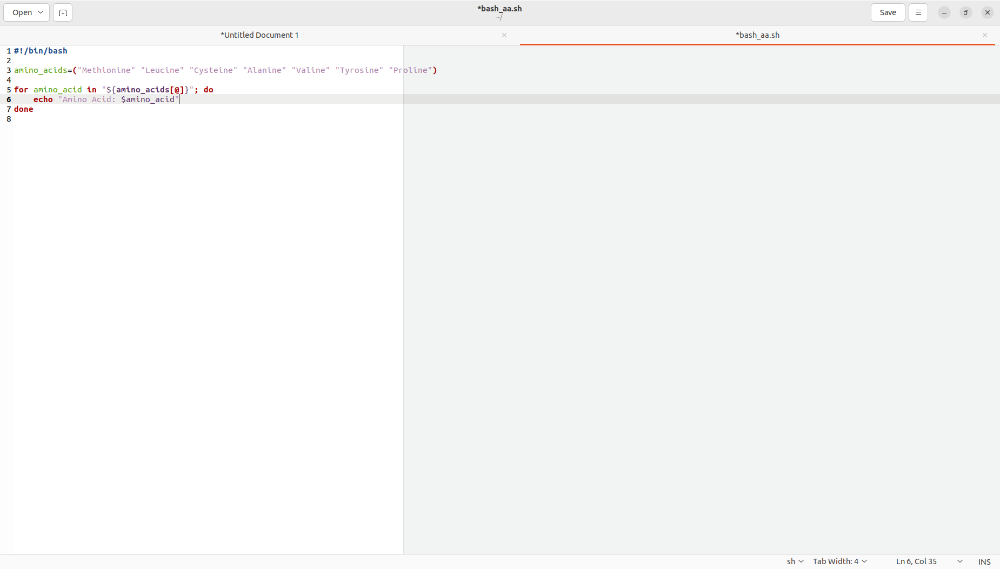 Open
*bash_aa.sh
~/
Save
*Untitled Document 1
*bash_aa.sh
1 #!/bin/bash
2
3 amino_acids=("Methionine" "Leucine" "Cysteine" "Alanine" "Valine" "Tyrosine" "Proline")
4
5 for amino_acid in "${amino_acids[@]}"; do
6     echo "Amino Acid: $amino_acid"
7 done
8
sh Tab Width: 4 Ln 6, Col 35 INS